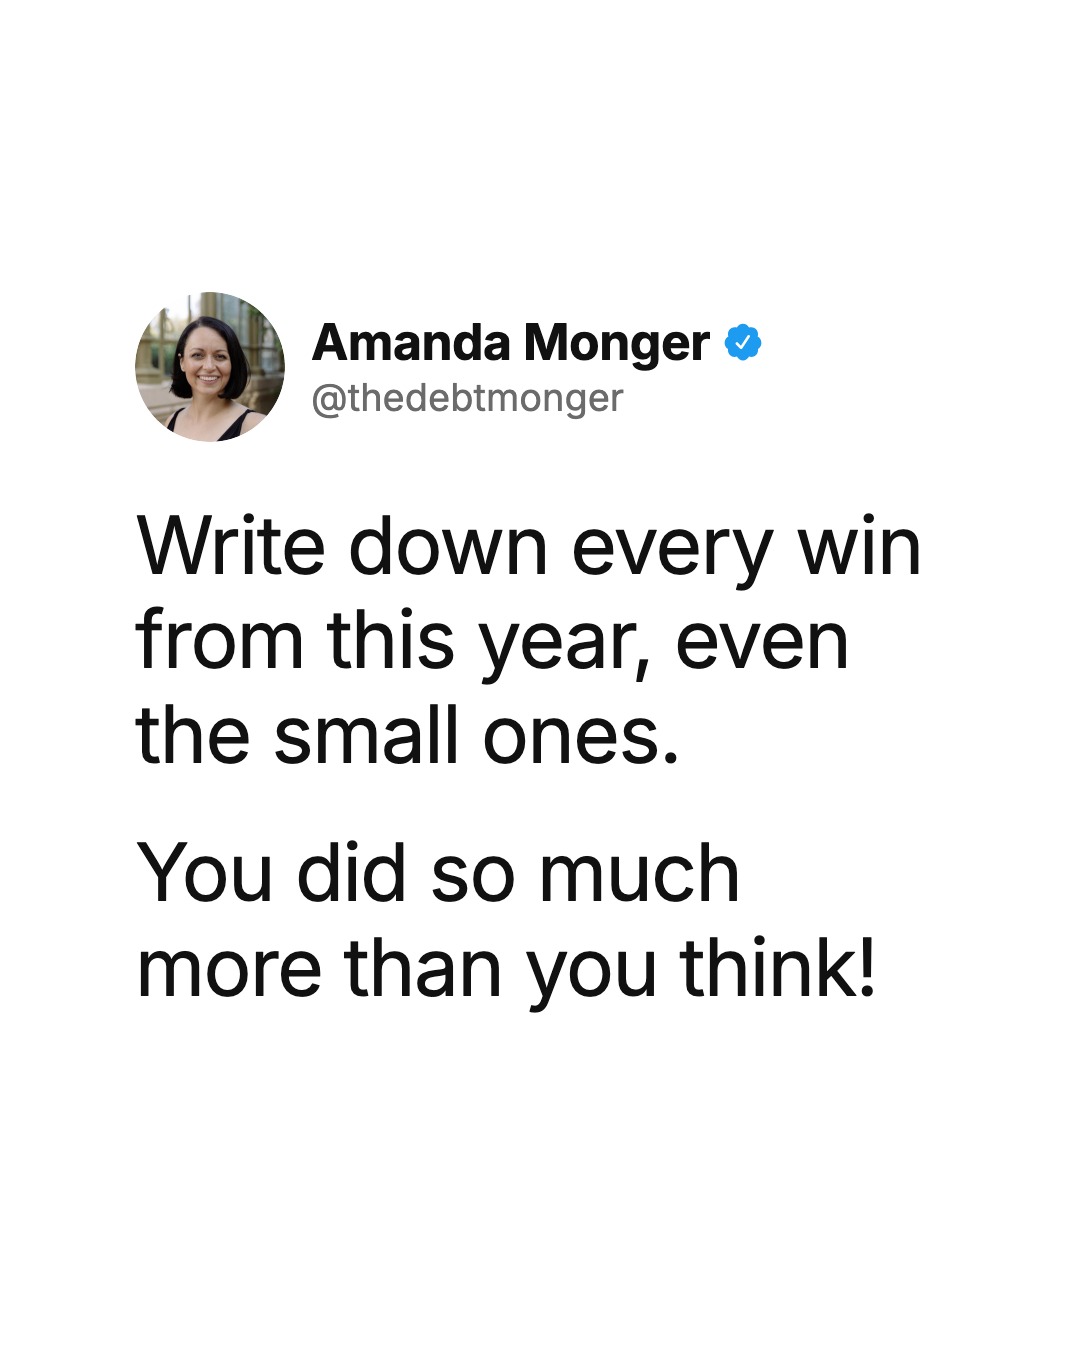 Amanda Monger
@thedebtmonger
Write down every win
from this year, even
the small ones.
You did so much
more than you think!